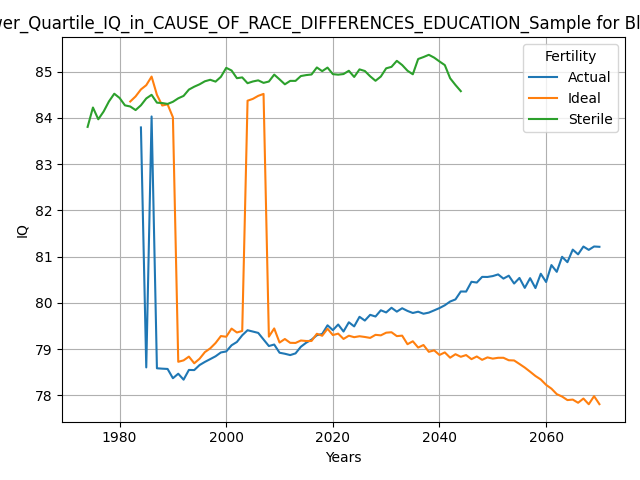 wer_Quartile_IQ_in_CAUSE_OF_RACE_DIFFERENCES_EDUCATION_Sample for Bl
Fertility
Actual
Ideal
Sterile
85
84
83
82
81
80
79
78
IQ
1980 2000 2020 2040 2060
Years